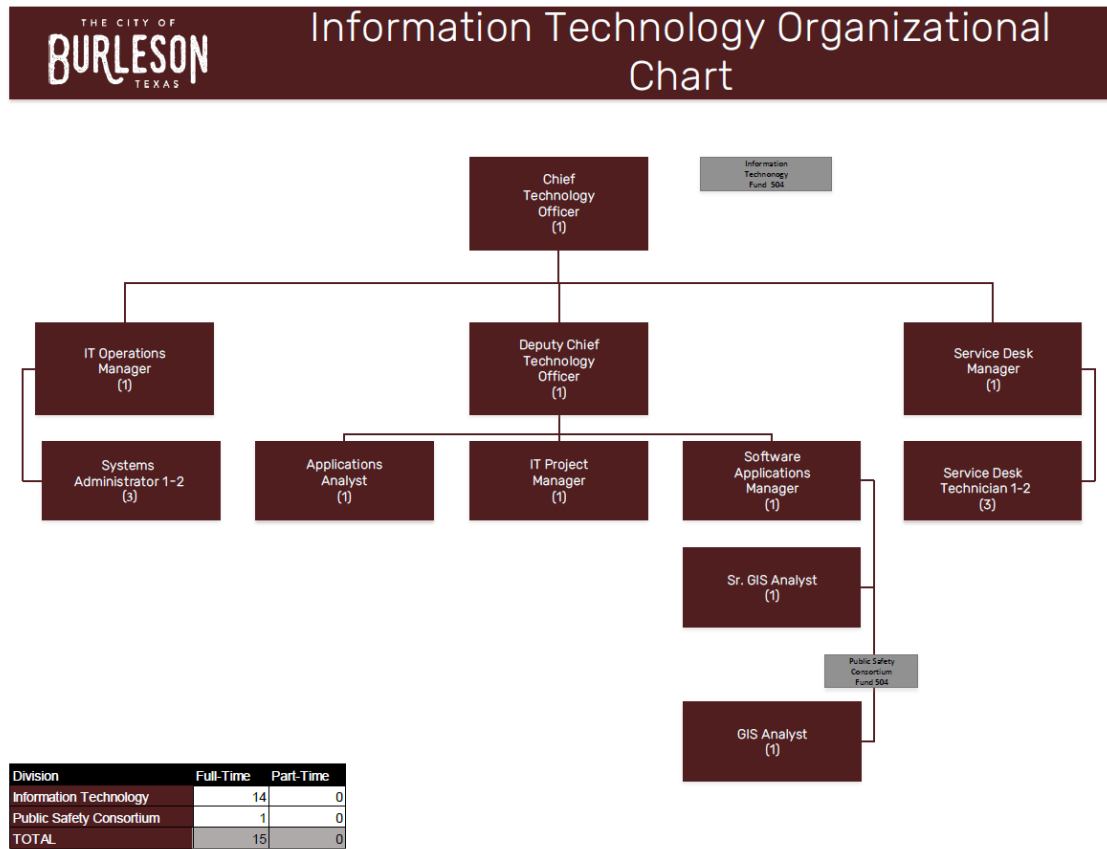 THE CITY OF
BURLESON
TEXAS
Information Technology Organizational
Chart
Chief
Technology
Officer
(1)
Information
Technonogy
Fund 504
IT Operations
Manager
(1)
Deputy Chief
Technology
Officer
(1)
Service Desk
Manager
(1)
Systems
Administrator 1-2
(3)
Applications
Analyst
(1)
IT Project
Manager
(1)
Software
Applications
Manager
(1)
Service Desk
Technician 1-2
(3)
Sr. GIS Analyst
(1)
Public Safety
Consortium
Fund 504
GIS Analyst
(1)
Division Full-Time Part-Time
Information Technology 14 0
Public Safety Consortium 1 0
TOTAL 15 0